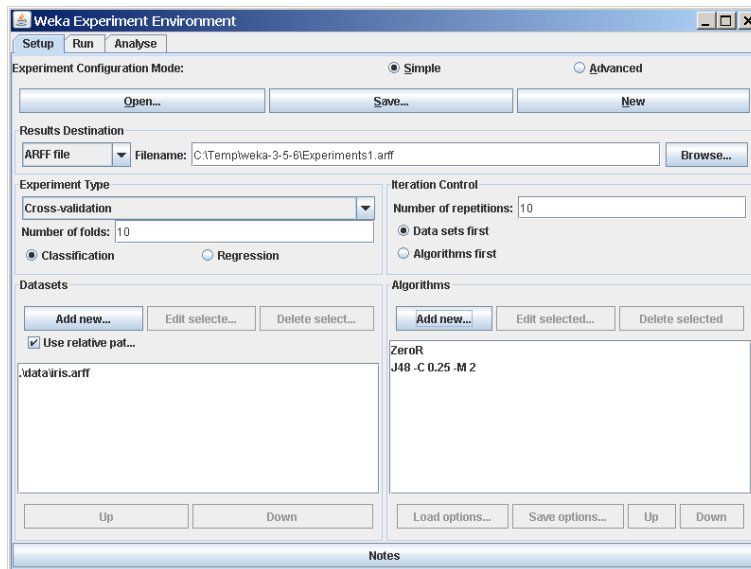 Weka Experiment Environment
Setup Run Analyse
Experiment Configuration Mode: Simple Advanced
Open... Save... New
Results Destination
ARFF file Filename: C:\Temp\weka-3-5-6\Experiments1.arff Browse...
Experiment Type Iteration Control
Cross-validation Number of repetitions: 10
Number of folds: 10 Data sets first
Classification Regression Algorithms first
Datasets Algorithms
Add new... Edit selecte... Delete select... Add new... Edit selected... Delete selected
Use relative pat...
.\data\iris.arff ZeroR
J48 -C 0.25 -M 2
Up Down Load options... Save options... Up Down
Notes